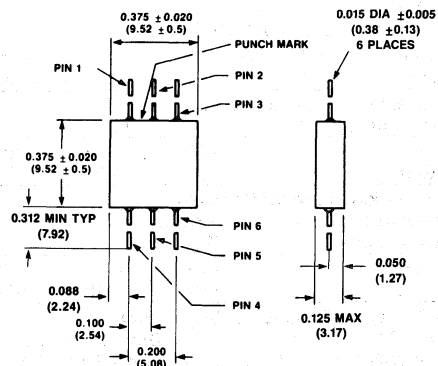 0.375 ± 0.020
(9.52 ± 0.5)
0.015 DIA ± 0.005
(0.38 ± 0.13)
6 PLACES
PUNCH MARK
PIN 1
PIN 2
PIN 3
0.375 ± 0.020
(9.52 ± 0.5)
0.312 MIN TYP
(7.92)
PIN 6
PIN 5
PIN 4
0.088
(2.24)
0.100
(2.54)
0.200
(5.08)
0.050
(1.27)
0.125 MAX
(3.17)